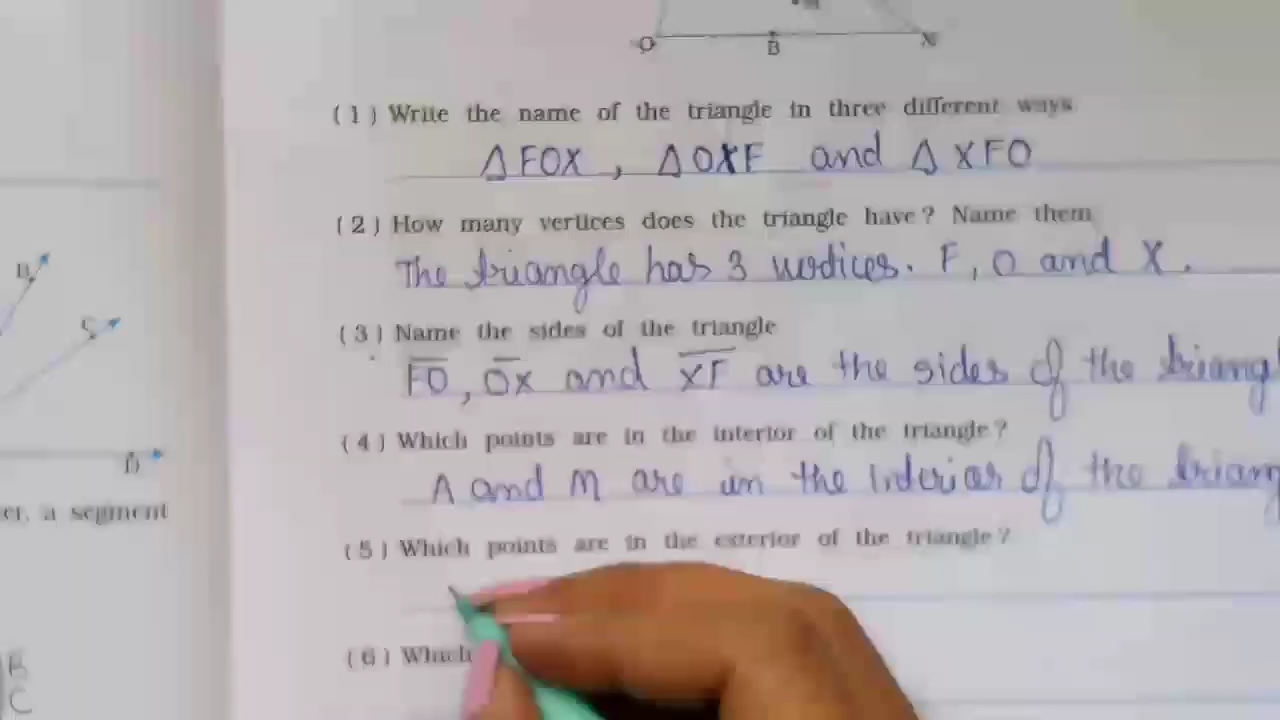 M
O B X
(1) Write the name of the triangle in three different ways
△FOX, △OXF and △XFO
(2) How many vertices does the triangle have? Name them
The triangle has 3 vertices. F, O and X.
(3) Name the sides of the triangle
FO, OX and XF are the sides of the triang
(4) Which points are in the interior of the triangle?
A and M are in the interior of the triang
(5) Which points are in the exterior of the triangle?
(6) Which
B
C
D
er, a segment
B
C